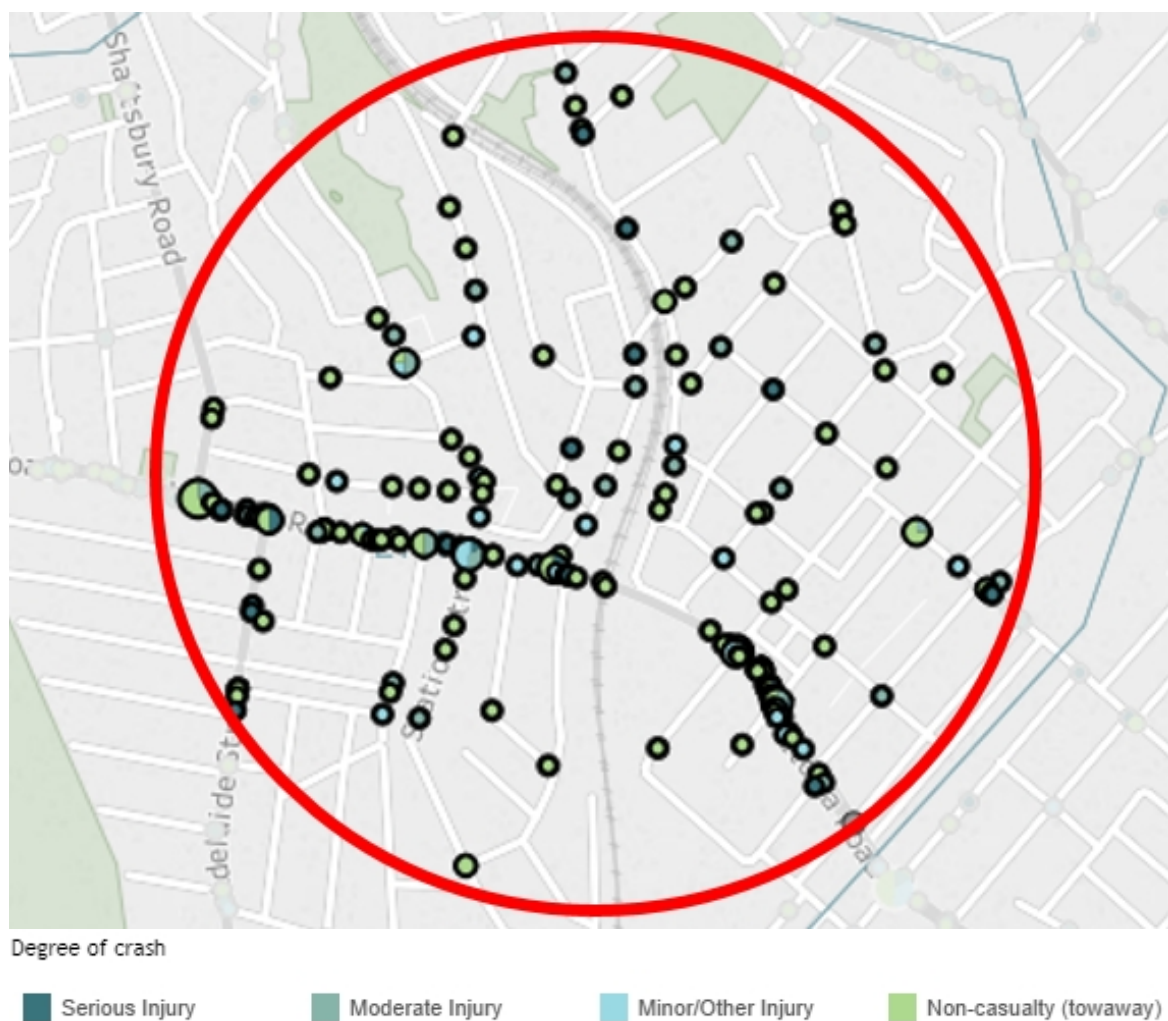 Shaftsbury Road
R
Degree of crash
Serious Injury
Moderate Injury
Minor/Other Injury
Non-casualty (towaway)